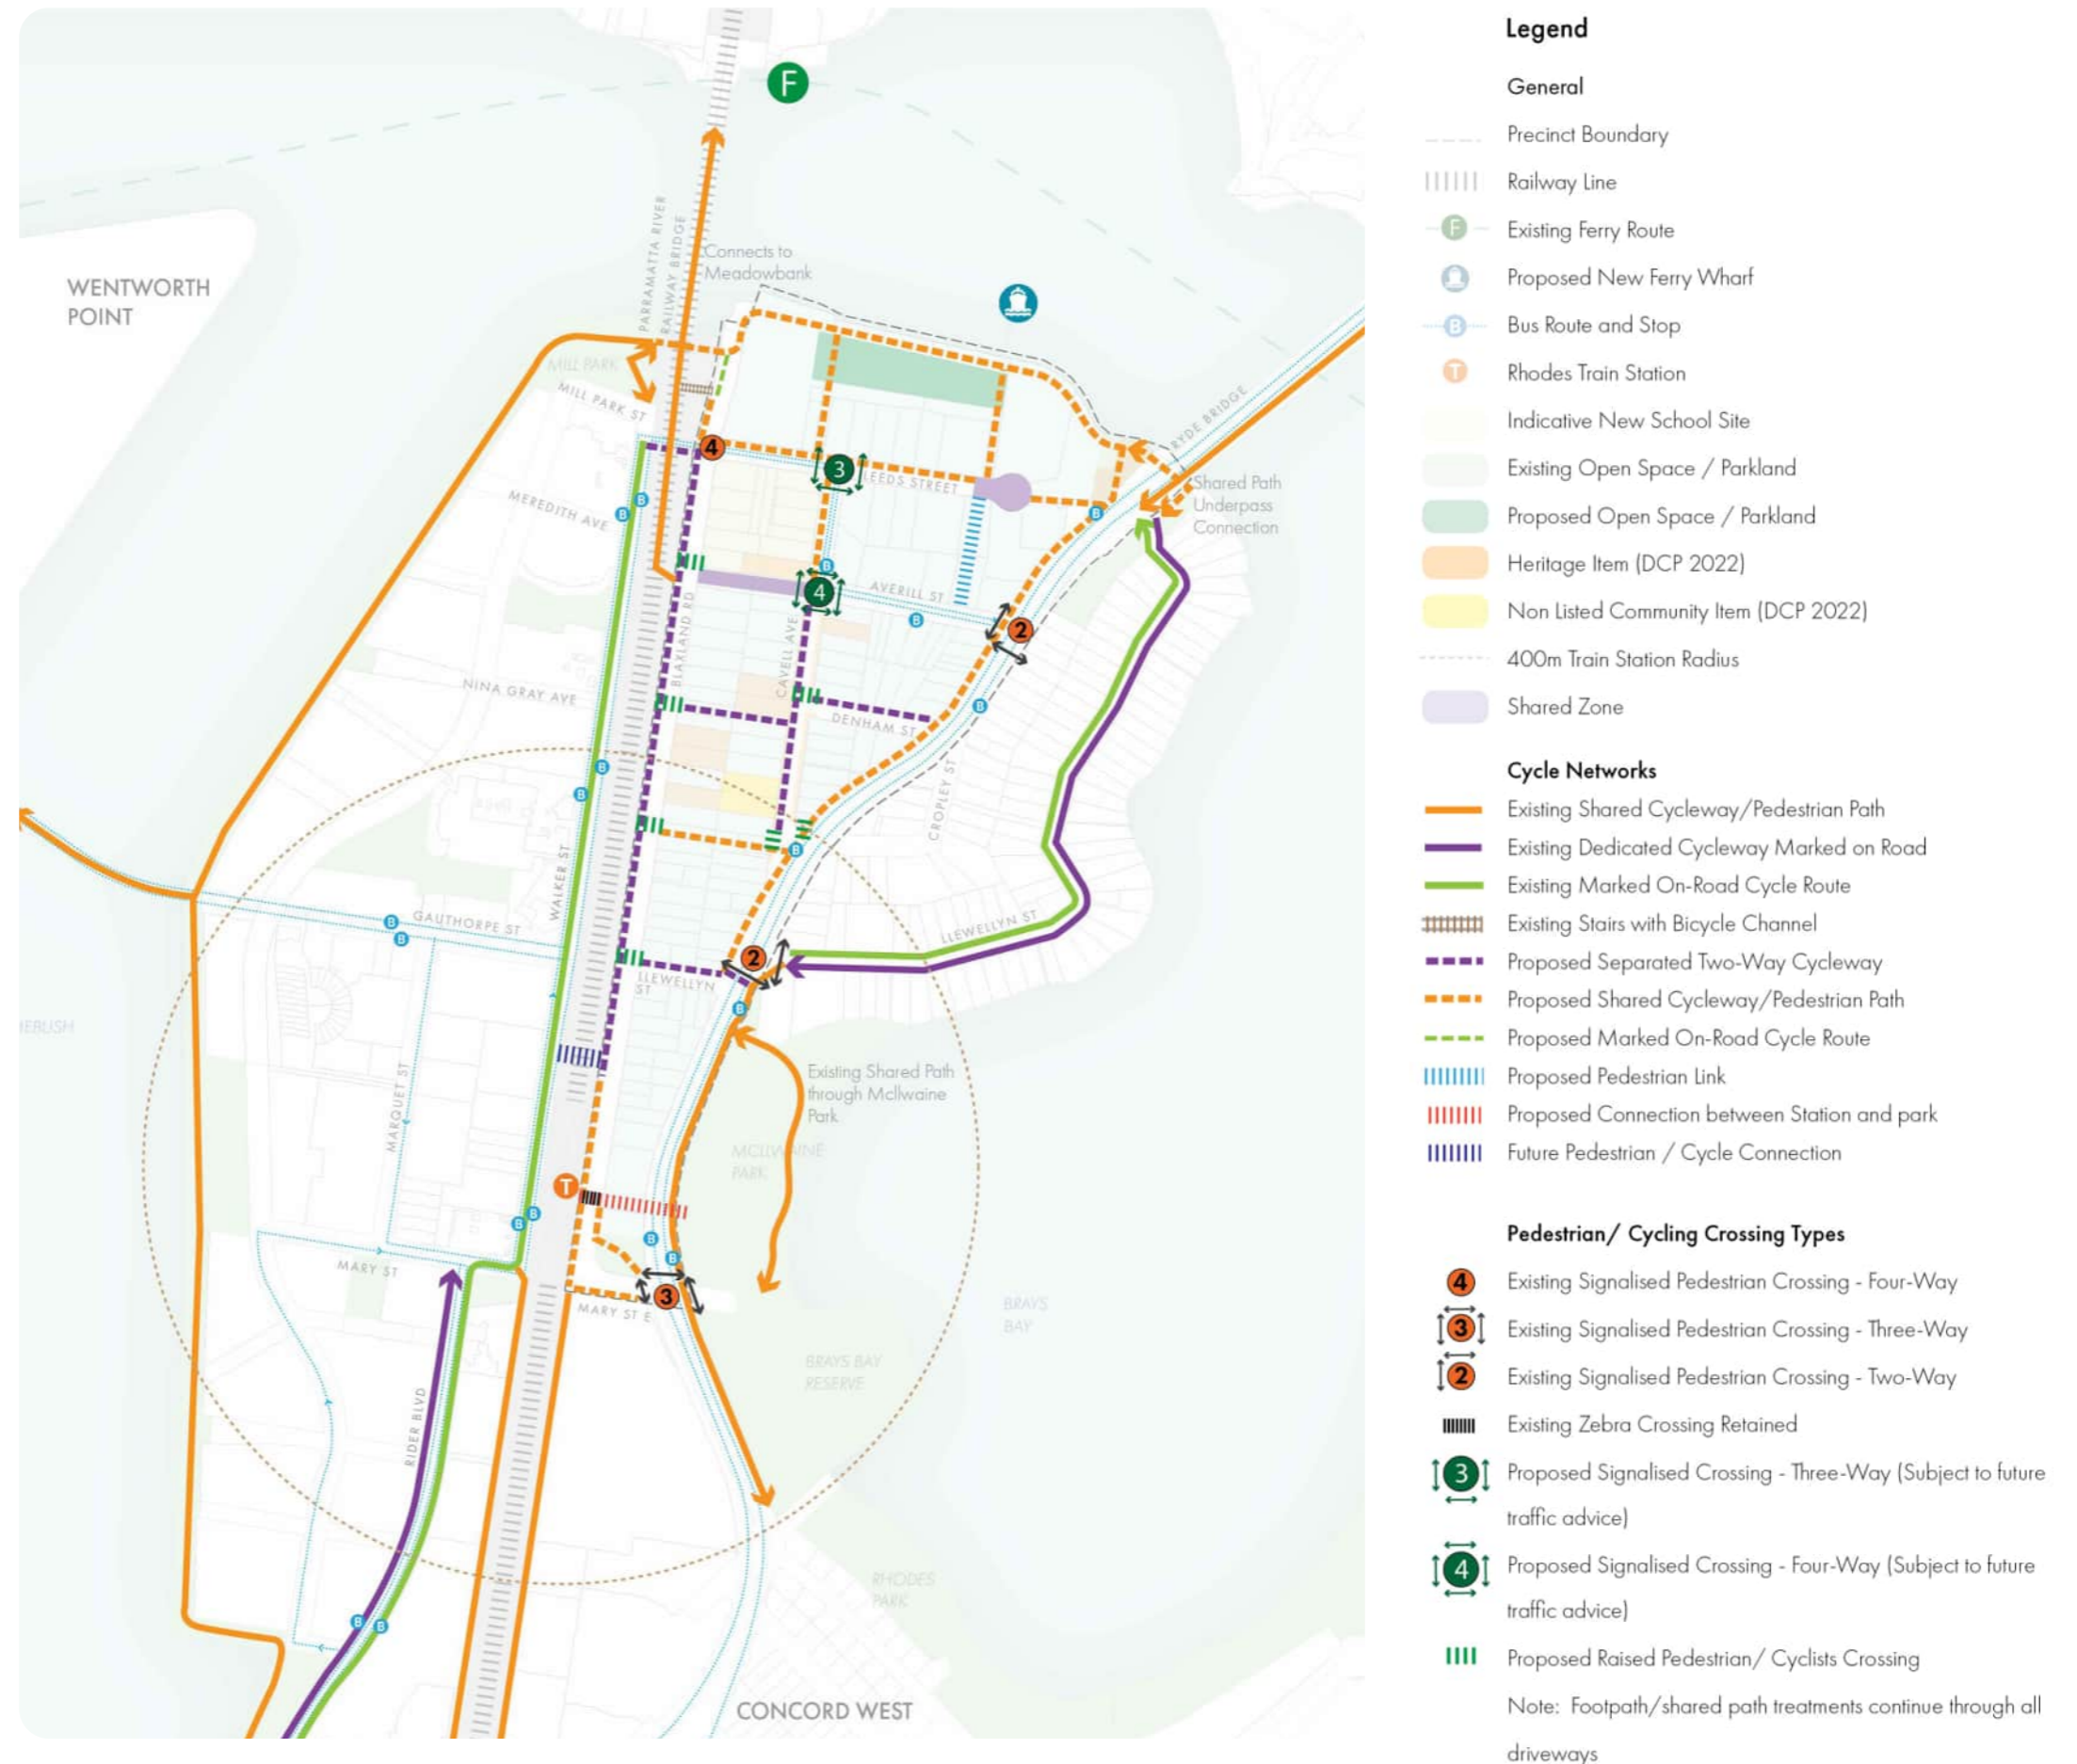 F
PARRAMATTA RIVER
RAILWAY BRIDGE
Connects to
Meadowbank
WENTWORTH
POINT
MILL PARK
MILL PARK ST
RYDE BRIDGE
4
3
LEEDS STREET
Shared Path
Underpass
Connection
B
B
B
MEREDITH AVE
B
4
AVERILL ST
B
2
BLAXLAND RD
CAVELL AVE
NINA GRAY AVE
B
DENHAM ST
B
B
CROPLEY ST
B
WALKER ST
B
GAUTHORPE ST
B
LLEWELLYN ST
2
LLEWELLYN
ST
B
Existing Shared Path
through McIlwaine
Park
MARQUET ST
MCILWAINE
PARK
T
B
B
B
B
MARY ST
3
MARY ST E
BRAYS
BAY
BRAYS BAY
RESERVE
RIDER BLVD
RHODES
PARK
B
B
CONCORD WEST
Legend
General
Precinct Boundary
Railway Line
F Existing Ferry Route
Proposed New Ferry Wharf
B Bus Route and Stop
T Rhodes Train Station
Indicative New School Site
Existing Open Space / Parkland
Proposed Open Space / Parkland
Heritage Item (DCP 2022)
Non Listed Community Item (DCP 2022)
400m Train Station Radius
Shared Zone
Cycle Networks
Existing Shared Cycleway/Pedestrian Path
Existing Dedicated Cycleway Marked on Road
Existing Marked On-Road Cycle Route
Existing Stairs with Bicycle Channel
Proposed Separated Two-Way Cycleway
Proposed Shared Cycleway/Pedestrian Path
Proposed Marked On-Road Cycle Route
Proposed Pedestrian Link
Proposed Connection between Station and park
Future Pedestrian / Cycle Connection
Pedestrian/ Cycling Crossing Types
4 Existing Signalised Pedestrian Crossing - Four-Way
3 Existing Signalised Pedestrian Crossing - Three-Way
2 Existing Signalised Pedestrian Crossing - Two-Way
Existing Zebra Crossing Retained
3 Proposed Signalised Crossing - Three-Way (Subject to future
traffic advice)
4 Proposed Signalised Crossing - Four-Way (Subject to future
traffic advice)
Proposed Raised Pedestrian/ Cyclists Crossing
Note: Footpath/shared path treatments continue through all
driveways